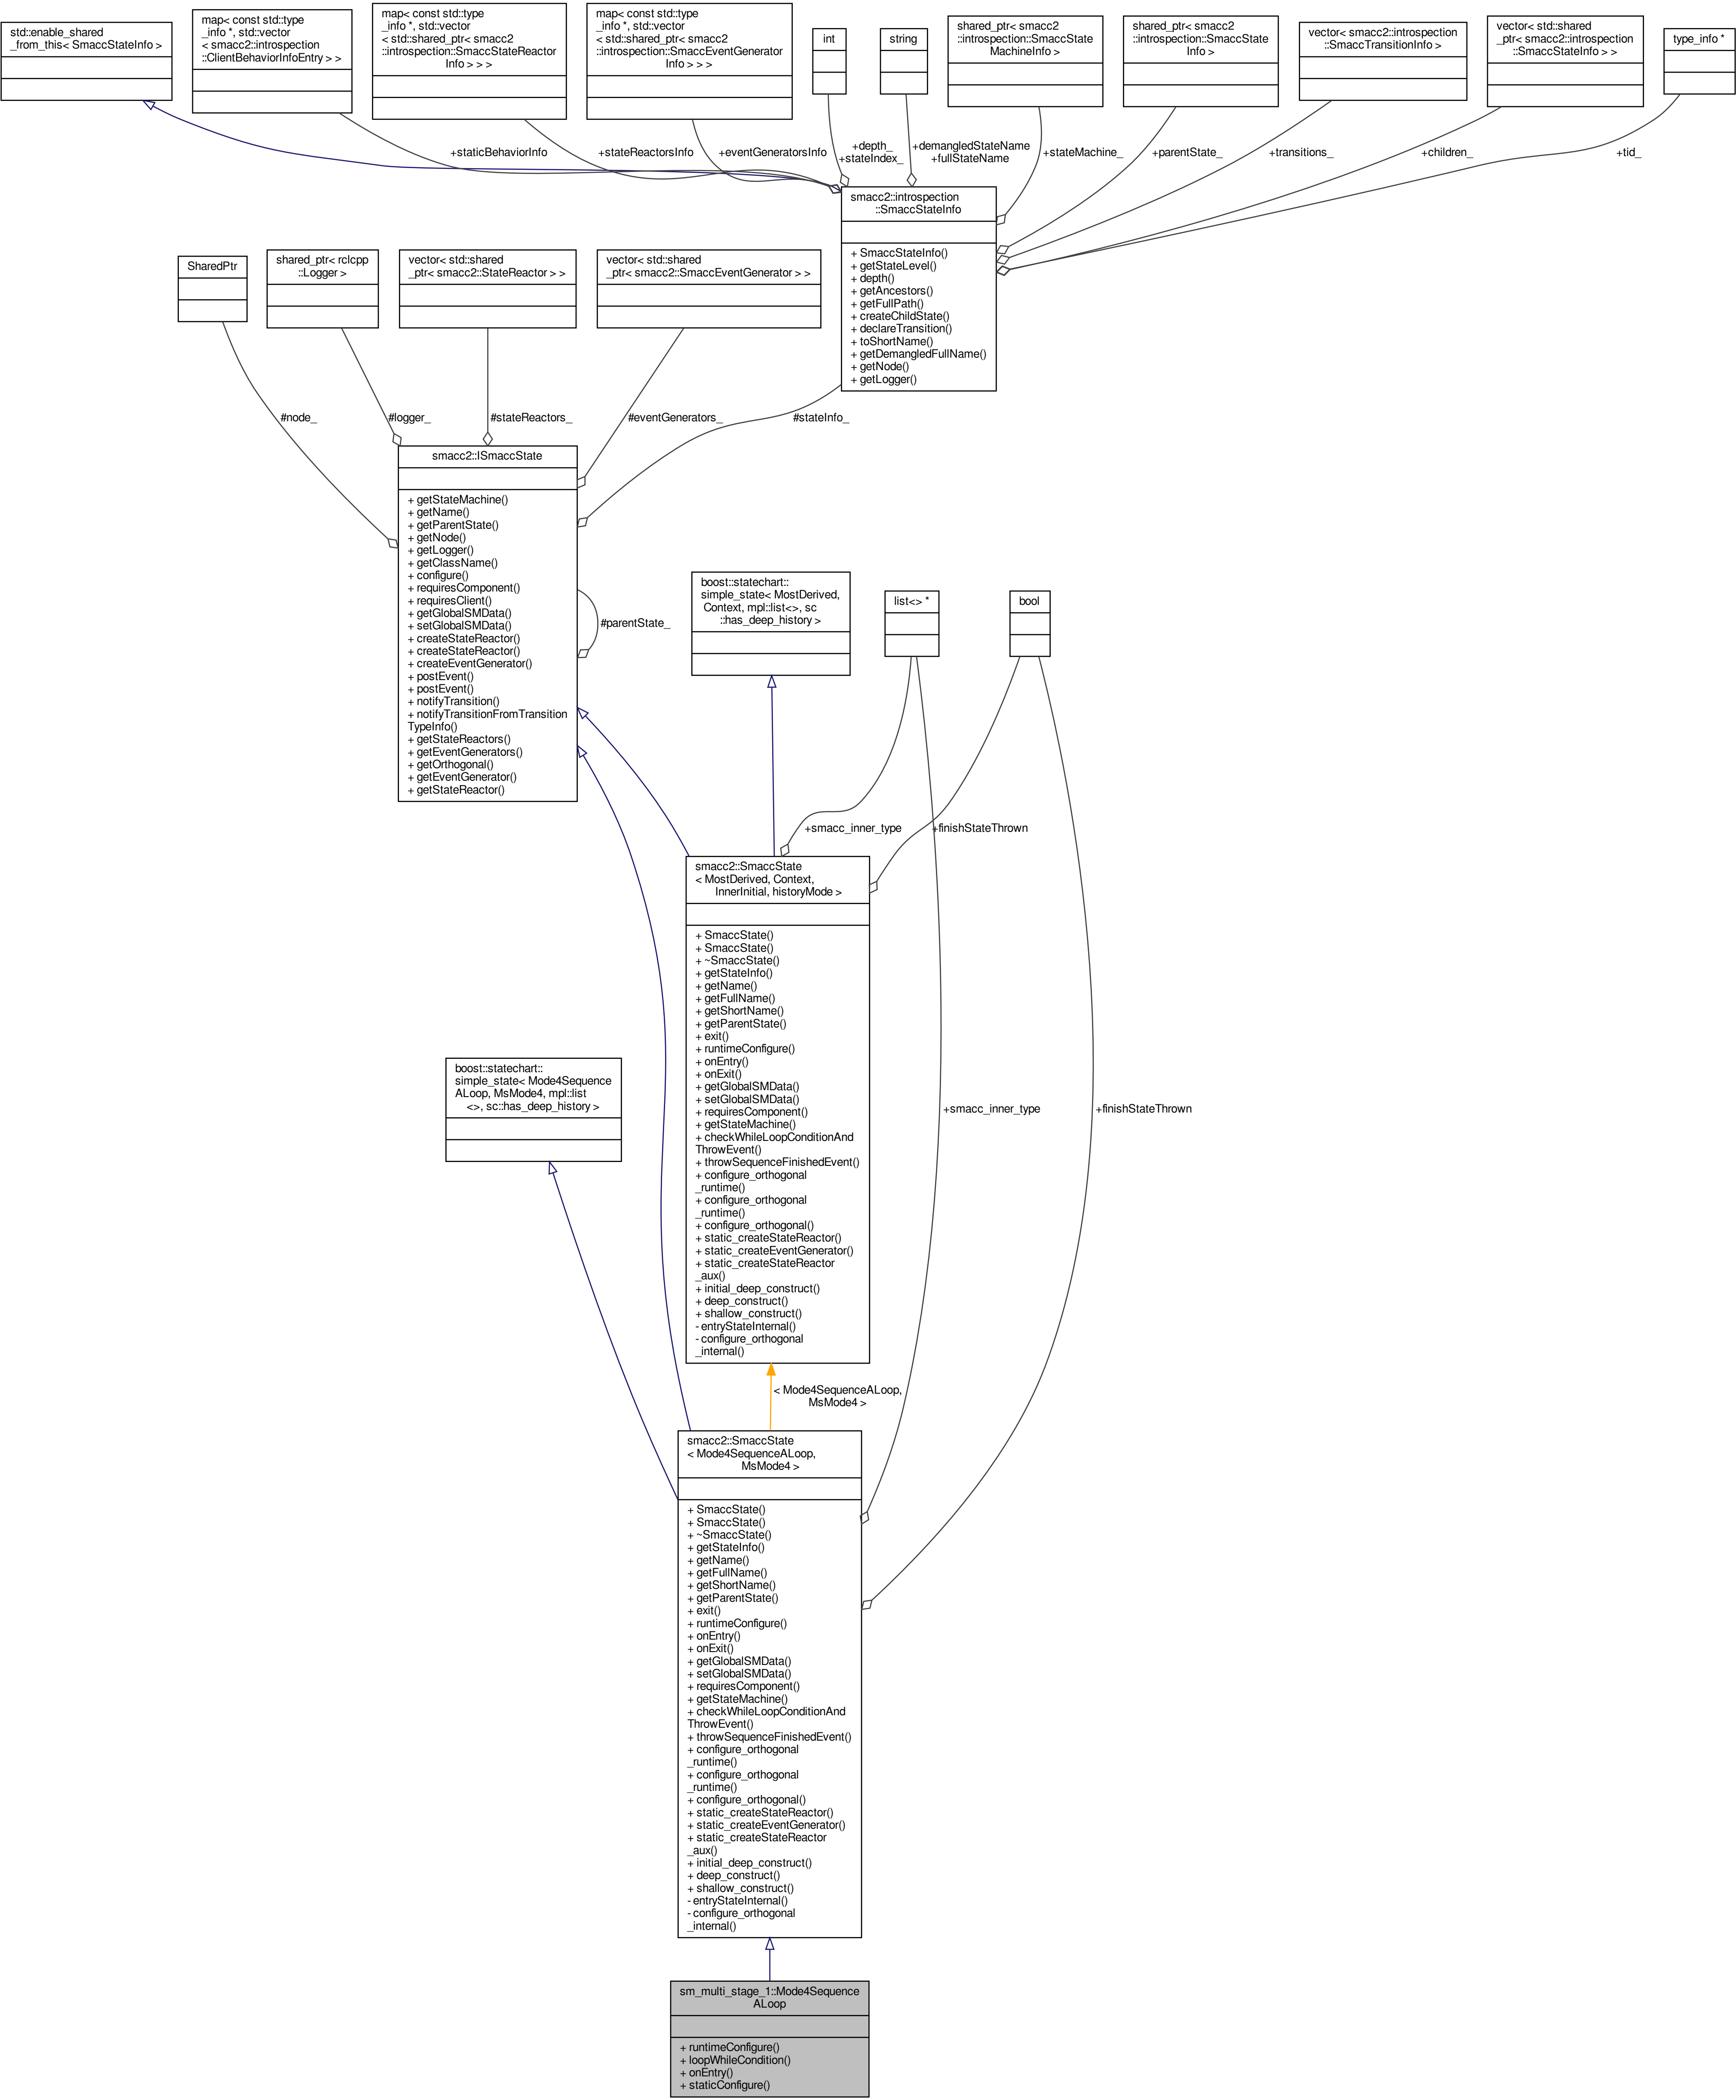 std::enable_shared
_from_this< SmaccStateInfo >
map< const std::type
_info *, std::vector
< smacc2::introspection
::ClientBehaviorInfoEntry > >
map< const std::type
_info *, std::vector
< std::shared_ptr< smacc2
::introspection::SmaccStateReactor
Info > > >
map< const std::type
_info *, std::vector
< std::shared_ptr< smacc2
::introspection::SmaccEventGenerator
Info > > >
int
string
shared_ptr< smacc2
::introspection::SmaccState
MachineInfo >
shared_ptr< smacc2
::introspection::SmaccState
Info >
vector< smacc2::introspection
::SmaccTransitionInfo >
vector< std::shared
_ptr< smacc2::introspection
::SmaccStateInfo > >
type_info *
+staticBehaviorInfo
+stateReactorsInfo
+eventGeneratorsInfo
+depth_
+stateIndex_
+demangledStateName
+fullStateName
+stateMachine_
+parentState_
+transitions_
+children_
+tid_
smacc2::introspection
::SmaccStateInfo
+ SmaccStateInfo()
+ getStateLevel()
+ depth()
+ getAncestors()
+ getFullPath()
+ createChildState()
+ declareTransition()
+ toShortName()
+ getDemangledFullName()
+ getNode()
+ getLogger()
SharedPtr
shared_ptr< rclcpp
::Logger >
vector< std::shared
_ptr< smacc2::StateReactor > >
vector< std::shared
_ptr< smacc2::SmaccEventGenerator > >
#node_
#logger_
#stateReactors_
#eventGenerators_
#stateInfo_
smacc2::ISmaccState
+ getStateMachine()
+ getName()
+ getParentState()
+ getNode()
+ getLogger()
+ getClassName()
+ configure()
+ requiresComponent()
+ requiresClient()
+ getGlobalSMData()
+ setGlobalSMData()
+ createStateReactor()
+ createStateReactor()
+ createEventGenerator()
+ postEvent()
+ postEvent()
+ notifyTransition()
+ notifyTransitionFromTransition
TypeInfo()
+ getStateReactors()
+ getEventGenerators()
+ getOrthogonal()
+ getEventGenerator()
+ getStateReactor()
#parentState_
boost::statechart::
simple_state< MostDerived,
Context, mpl::list<>, sc
::has_deep_history >
list<> *
bool
+smacc_inner_type
+finishStateThrown
smacc2::SmaccState
< MostDerived, Context,
InnerInitial, historyMode >
+ SmaccState()
+ SmaccState()
+ ~SmaccState()
+ getStateInfo()
+ getName()
+ getFullName()
+ getShortName()
+ getParentState()
+ exit()
+ runtimeConfigure()
+ onEntry()
+ onExit()
+ getGlobalSMData()
+ setGlobalSMData()
+ requiresComponent()
+ getStateMachine()
+ checkWhileLoopConditionAnd
ThrowEvent()
+ throwSequenceFinishedEvent()
+ configure_orthogonal
_runtime()
+ configure_orthogonal
_runtime()
+ configure_orthogonal()
+ static_createStateReactor()
+ static_createEventGenerator()
+ static_createStateReactor
_aux()
+ initial_deep_construct()
+ deep_construct()
+ shallow_construct()
- entryStateInternal()
- configure_orthogonal
_internal()
boost::statechart::
simple_state< Mode4Sequence
ALoop, MsMode4, mpl::list
<>, sc::has_deep_history >
+smacc_inner_type
+finishStateThrown
< Mode4SequenceALoop,
MsMode4 >
smacc2::SmaccState
< Mode4SequenceALoop,
MsMode4 >
+ SmaccState()
+ SmaccState()
+ ~SmaccState()
+ getStateInfo()
+ getName()
+ getFullName()
+ getShortName()
+ getParentState()
+ exit()
+ runtimeConfigure()
+ onEntry()
+ onExit()
+ getGlobalSMData()
+ setGlobalSMData()
+ requiresComponent()
+ getStateMachine()
+ checkWhileLoopConditionAnd
ThrowEvent()
+ throwSequenceFinishedEvent()
+ configure_orthogonal
_runtime()
+ configure_orthogonal
_runtime()
+ configure_orthogonal()
+ static_createStateReactor()
+ static_createEventGenerator()
+ static_createStateReactor
_aux()
+ initial_deep_construct()
+ deep_construct()
+ shallow_construct()
- entryStateInternal()
- configure_orthogonal
_internal()
sm_multi_stage_1::Mode4Sequence
ALoop
+ runtimeConfigure()
+ loopWhileCondition()
+ onEntry()
+ staticConfigure()